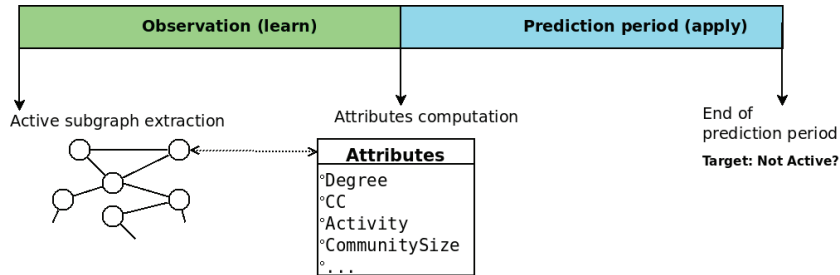 Observation (learn)
Prediction period (apply)
Active subgraph extraction
Attributes computation
End of
prediction period
Target: Not Active?
Attributes
°Degree
°CC
°Activity
°CommunitySize
°...